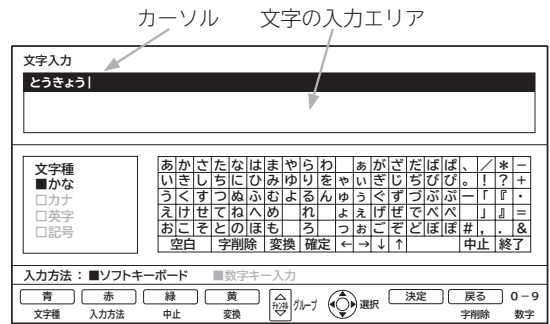 カーソル 文字の入力エリア
文字入力
とうきょう|
文字種
■かな
□カナ
□英字
□記号
あかさたなはまやらわ ぁがざだばぱ、／＊－
いきしちにひみゆりをゃぃぎじぢびぴ。！？＋
うくすつぬふむよるんゅぅぐずづぶぷー「『・
えけせてねへめ れ ょぇげぜでべぺ 」』＝
おこそとのほも ろ っぉごぞどぼぽ＃，．＆
空白 字削除 変換 確定 ← → ↓ ↑ 中止 終了
入力方法：■ソフトキーボード ■数字キー入力
青 赤 緑 黄 チャンネル グループ 選択 決定 戻る 0－9
文字種 入力方法 中止 変換 字削除 数字